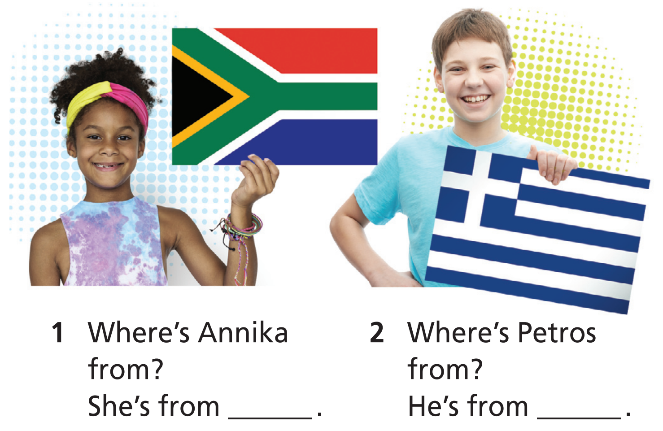 1 Where's Annika
from?
She's from ______.
2 Where's Petros
from?
He's from ______.